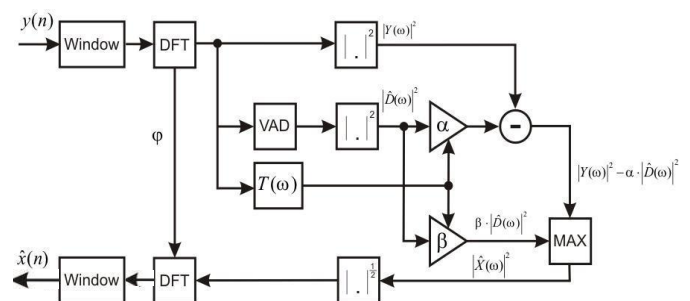 y(n)
Window
DFT
| . |²
|Y(ω)|²
VAD
| . |²
|D̂(ω)|²
α
-
φ
T(ω)
|Y(ω)|² − α·|D̂(ω)|²
β
β·|D̂(ω)|²
MAX
x̂(n)
Window
DFT
| . |^½
|X̂(ω)|²